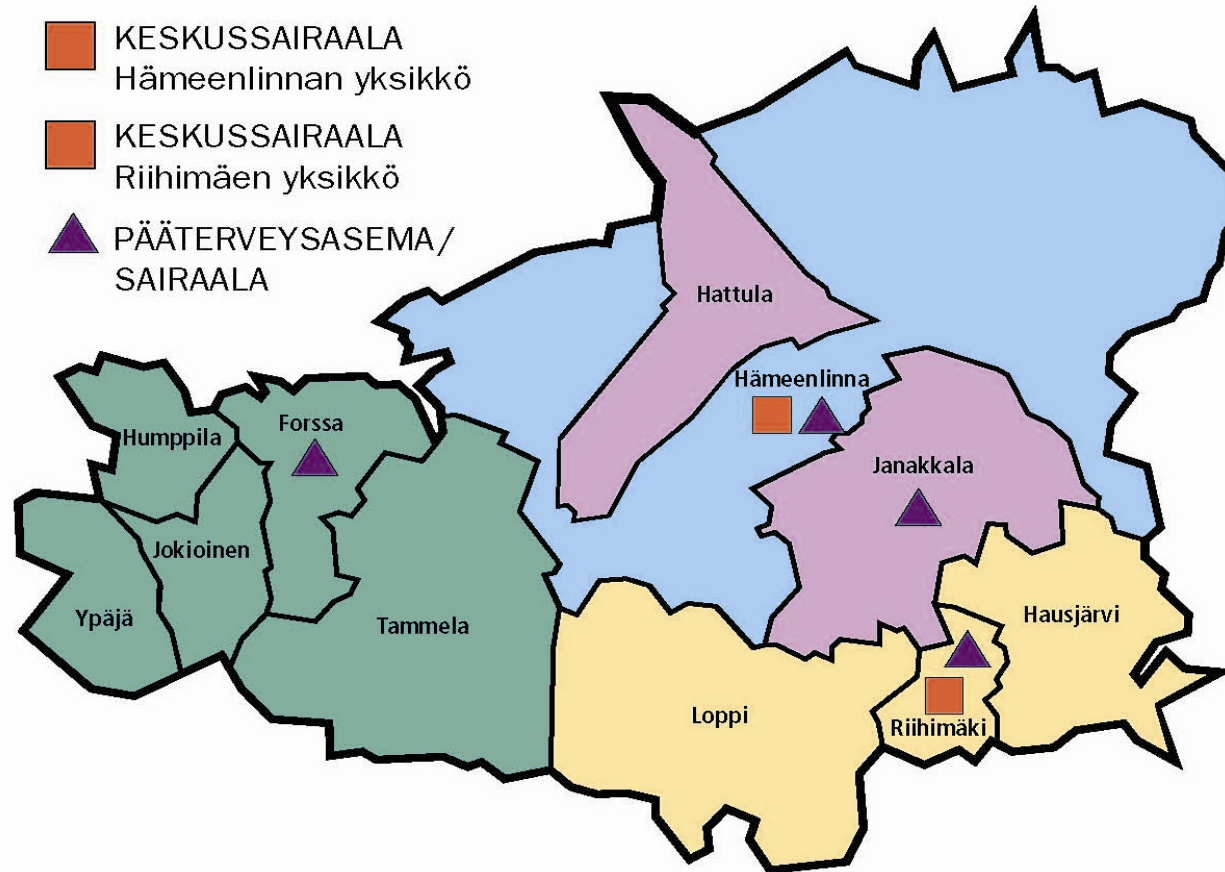 KESKUSSAIRAALA
Hämeenlinnan yksikkö
KESKUSSAIRAALA
Riihimäen yksikkö
PÄÄTERVEYSASEMA/
SAIRAALA
Hattula
Hämeenlinna
Humppila
Forssa
Janakkala
Jokioinen
Ypäjä
Tammela
Hausjärvi
Loppi
Riihimäki